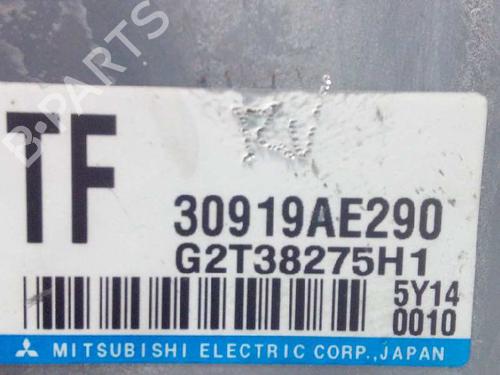 B-PARTS
TF
30919AE290
G2T38275H1
5Y14
0010
MITSUBISHI ELECTRIC CORP., JAPAN